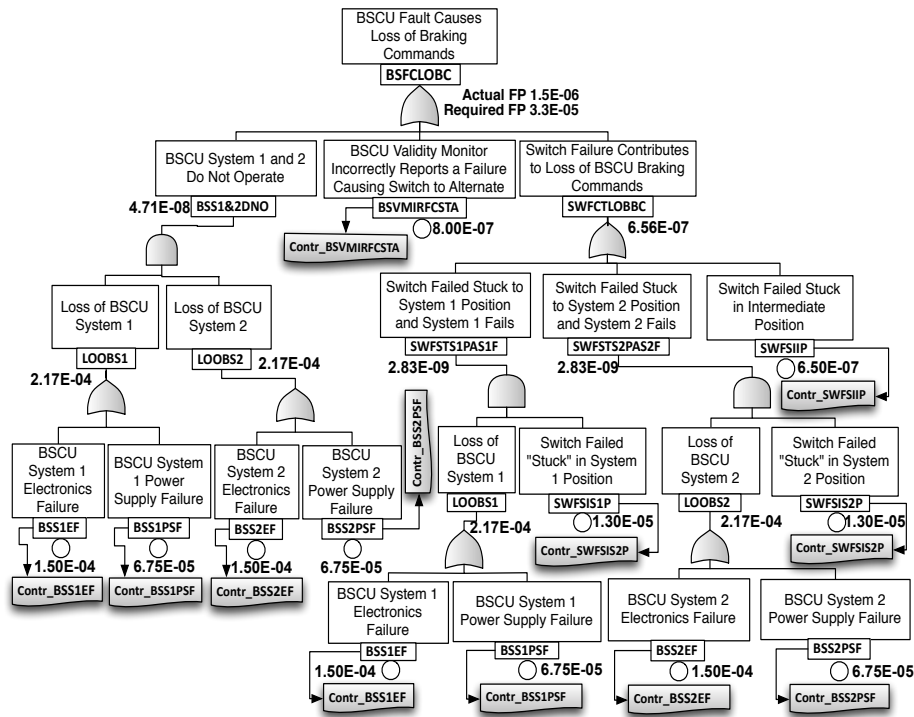 BSCU Fault Causes
Loss of Braking
Commands
BSFCLOBC
Actual FP 1.5E-06
Required FP 3.3E-05
BSCU System 1 and 2
Do Not Operate
BSS1&2DNO
4.71E-08
BSCU Validity Monitor
Incorrectly Reports a Failure
Causing Switch to Alternate
BSVMIRFCSTA
8.00E-07
Contr_BSVMIRFCSTA
Switch Failure Contributes
to Loss of BSCU Braking
Commands
SWFCTLOBBC
6.56E-07
Loss of BSCU
System 1
LOOBS1
2.17E-04
Loss of BSCU
System 2
LOOBS2
2.17E-04
Switch Failed Stuck to
System 1 Position
and System 1 Fails
SWFSTS1PAS1F
2.83E-09
Switch Failed Stuck
to System 2 Position
and System 2 Fails
SWFSTS2PAS2F
2.83E-09
Switch Failed Stuck
in Intermediate
Position
SWFSIIP
6.50E-07
Contr_SWFSIIP
BSCU
System 1
Electronics
Failure
BSS1EF
1.50E-04
Contr_BSS1EF
BSCU System
1 Power
Supply Failure
BSS1PSF
6.75E-05
Contr_BSS1PSF
BSCU
System 2
Electronics
Failure
BSS2EF
1.50E-04
Contr_BSS2EF
BSCU
System 2
Power Supply
Failure
BSS2PSF
6.75E-05
Contr_BSS2PSF
Loss of
BSCU
System 1
LOOBS1
2.17E-04
Switch Failed
"Stuck" in System
1 Position
SWFSIS1P
1.30E-05
Contr_SWFSIS2P
Loss of
BSCU
System 2
LOOBS2
2.17E-04
Switch Failed
"Stuck" in System
2 Position
SWFSIS2P
1.30E-05
Contr_SWFSIS2P
BSCU System 1
Electronics
Failure
BSS1EF
1.50E-04
Contr_BSS1EF
BSCU System 1
Power Supply Failure
BSS1PSF
6.75E-05
Contr_BSS1PSF
BSCU System 2
Electronics Failure
BSS2EF
1.50E-04
Contr_BSS2EF
BSCU System 2
Power Supply Failure
BSS2PSF
6.75E-05
Contr_BSS2PSF